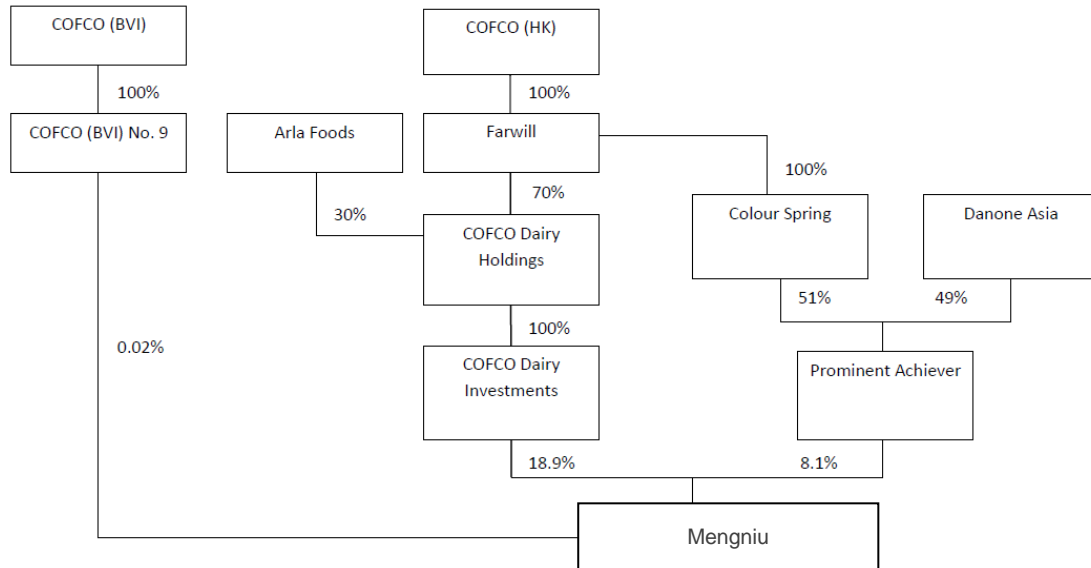 COFCO (BVI)
COFCO (HK)
100%
100%
COFCO (BVI) No. 9
Arla Foods
Farwill
100%
30%
70%
Colour Spring
Danone Asia
COFCO Dairy
Holdings
51%
49%
0.02%
100%
COFCO Dairy
Investments
Prominent Achiever
18.9%
8.1%
Mengniu